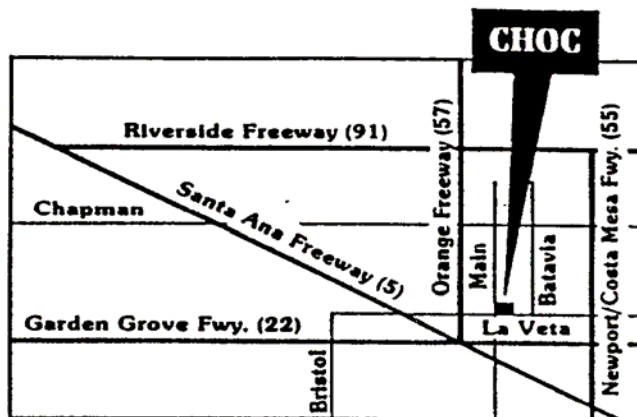 CHOC
Riverside Freeway (91)
Orange Freeway (57)
Newport/Costa Mesa Fwy. (55)
Santa Ana Freeway (5)
Chapman
Main
Batavia
Garden Grove Fwy. (22)
La Veta
Bristol